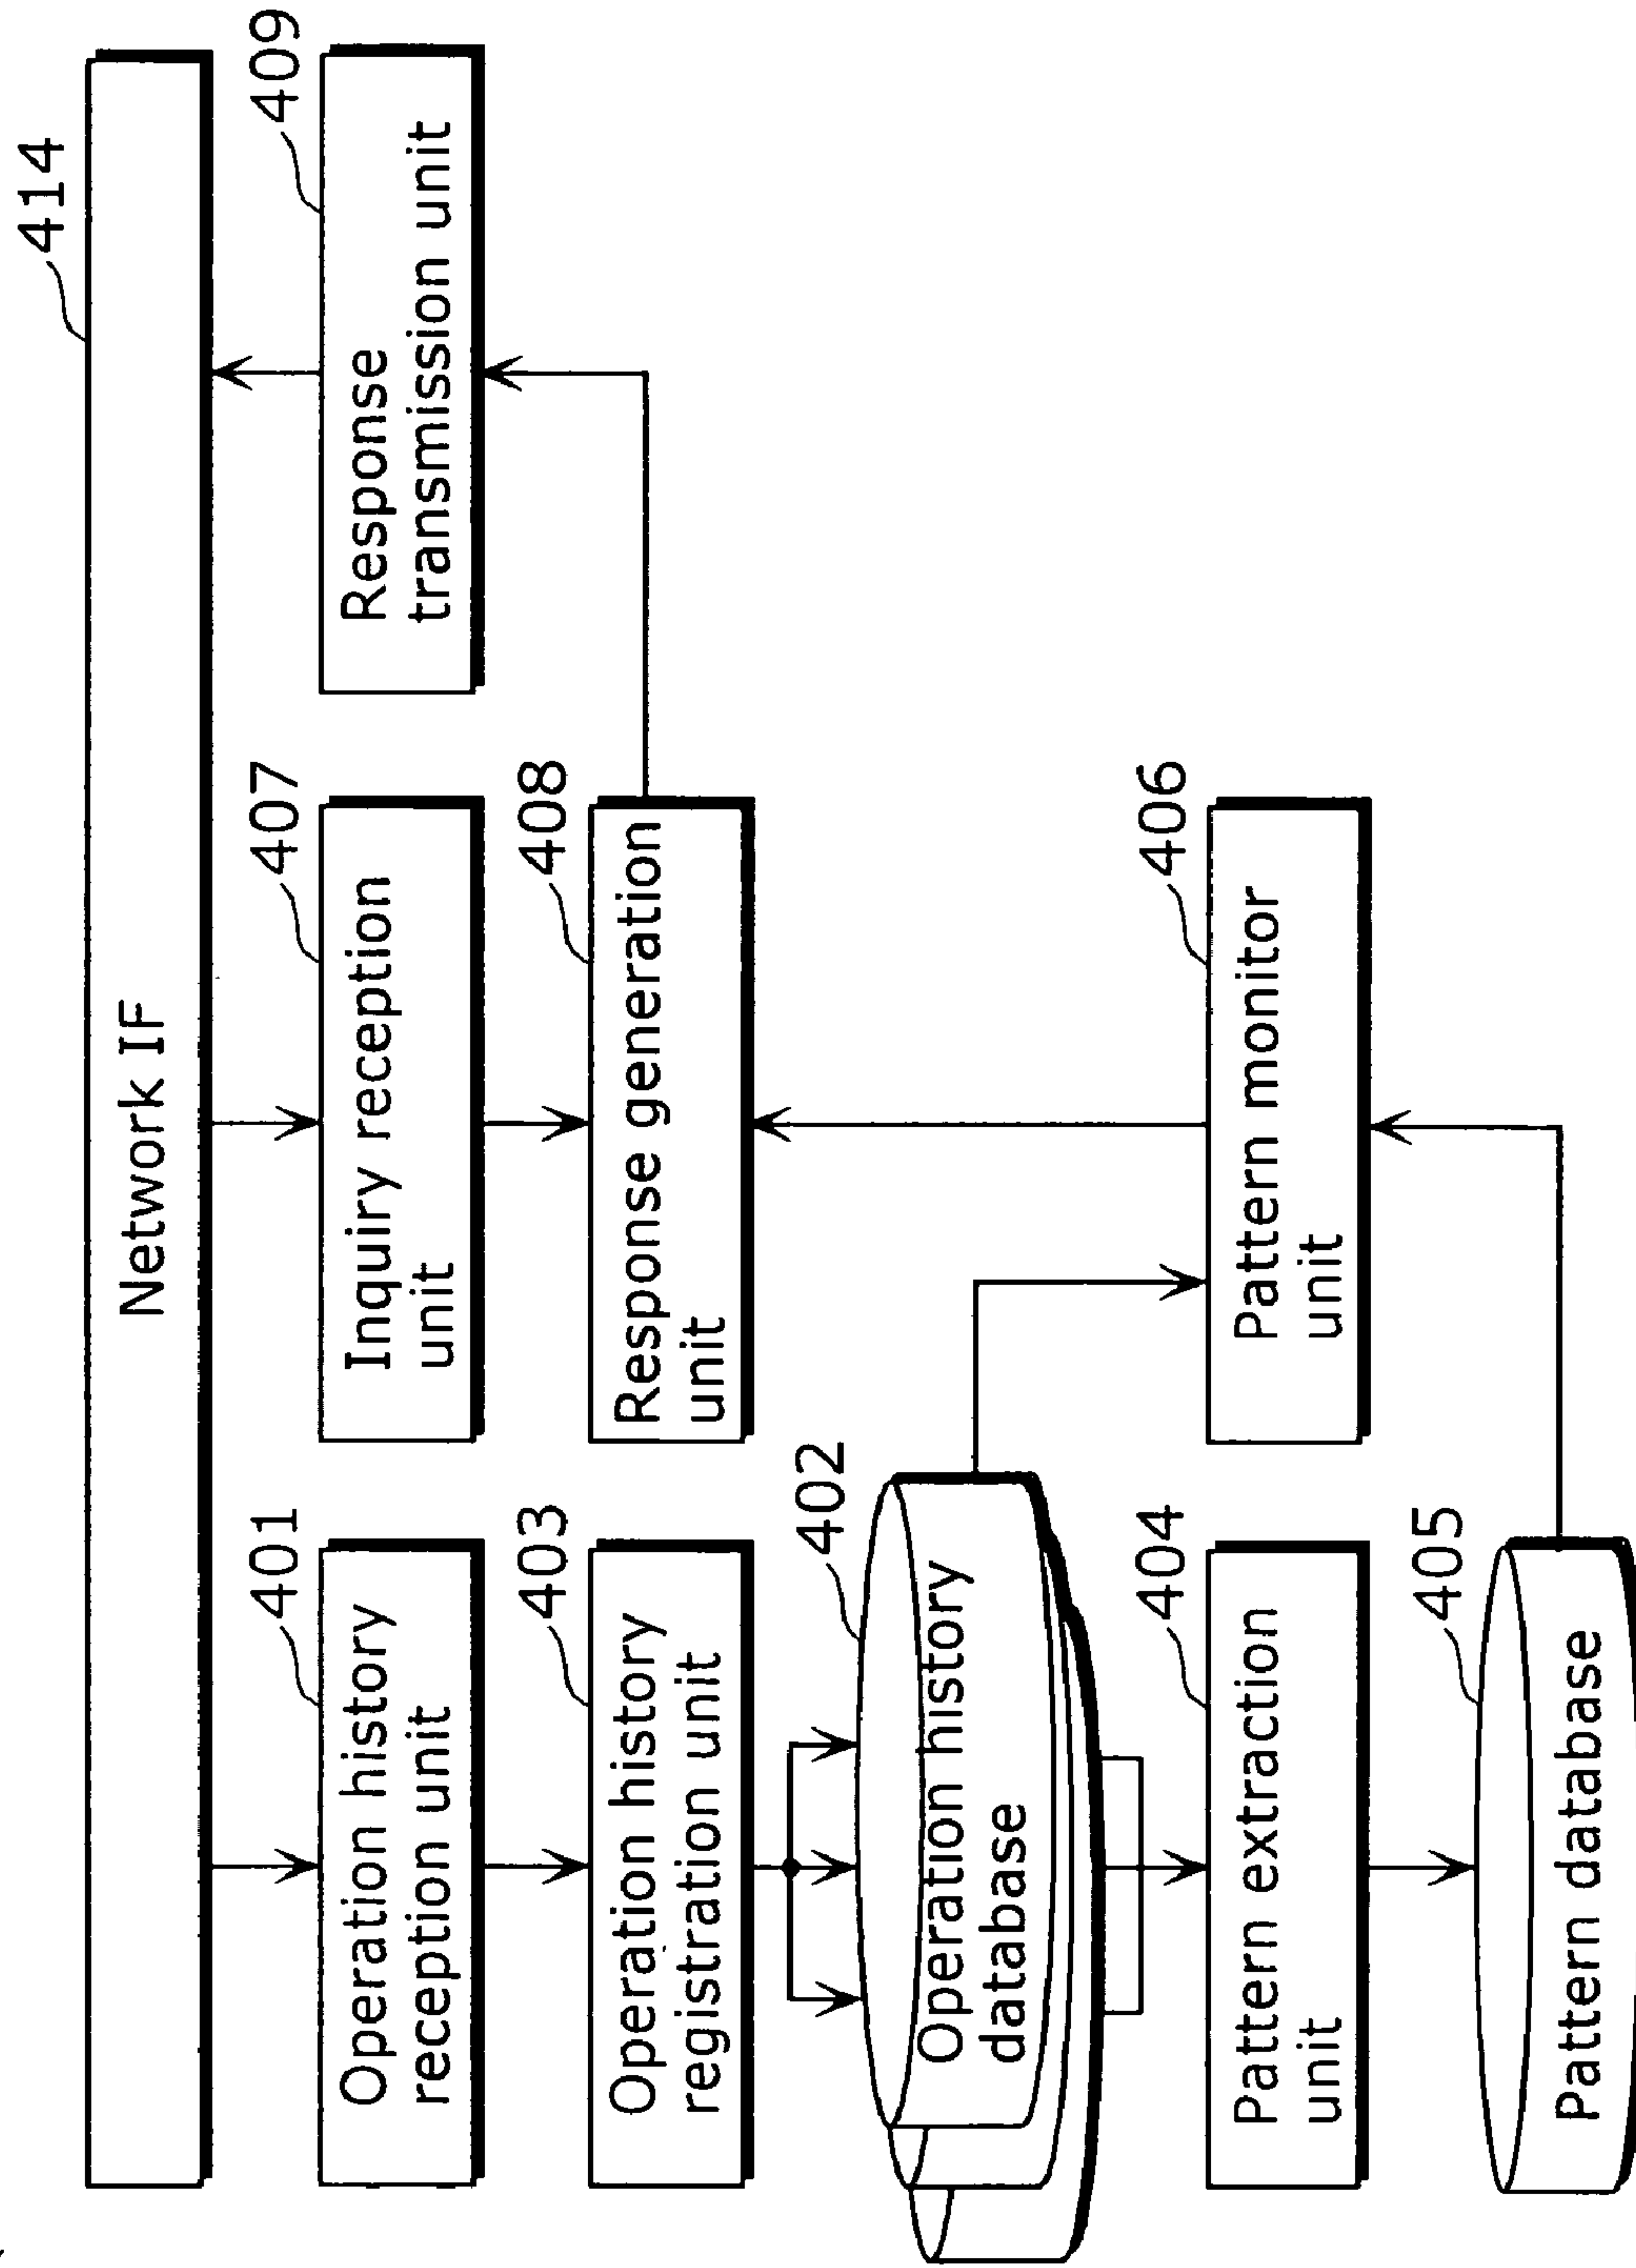 414
Network IF
401
Operation history
reception unit
407
Inquiry reception
unit
409
Response
transmission unit
403
Operation history
registration unit
408
Response generation
unit
402
Operation history
database
404
Pattern extraction
unit
406
Pattern monitor
unit
405
Pattern database